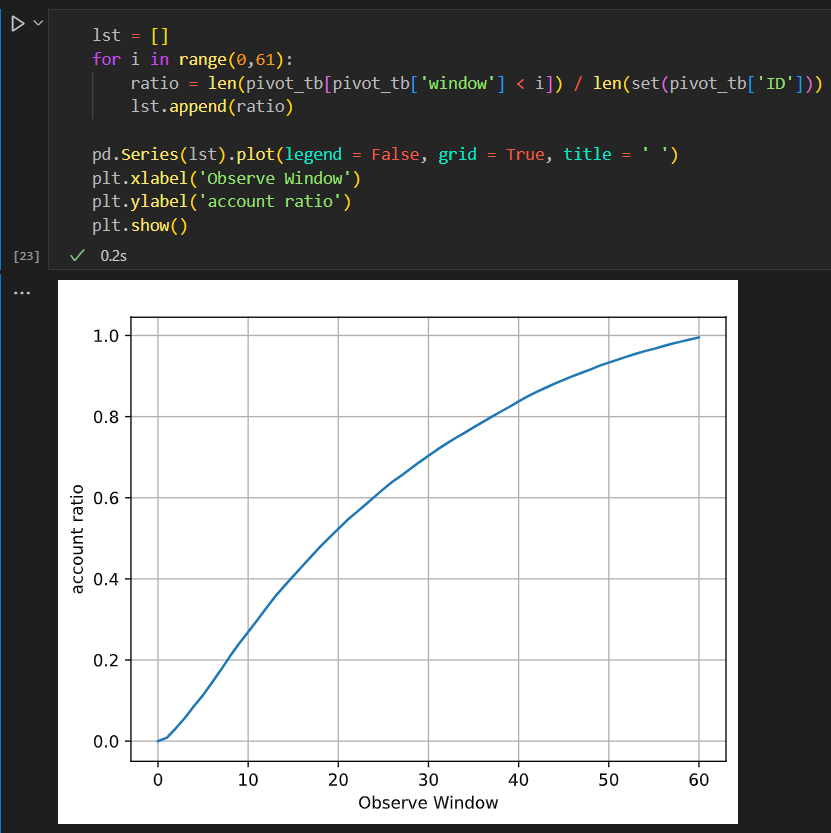 lst = []
for i in range(0,61):
    ratio = len(pivot_tb[pivot_tb['window'] < i]) / len(set(pivot_tb['ID']))
    lst.append(ratio)
pd.Series(lst).plot(legend = False, grid = True, title = ' ')
plt.xlabel('Observe Window')
plt.ylabel('account ratio')
plt.show()
[23]
0.2s
1.0
0.8
0.6
0.4
0.2
0.0
account ratio
0 10 20 30 40 50 60
Observe Window